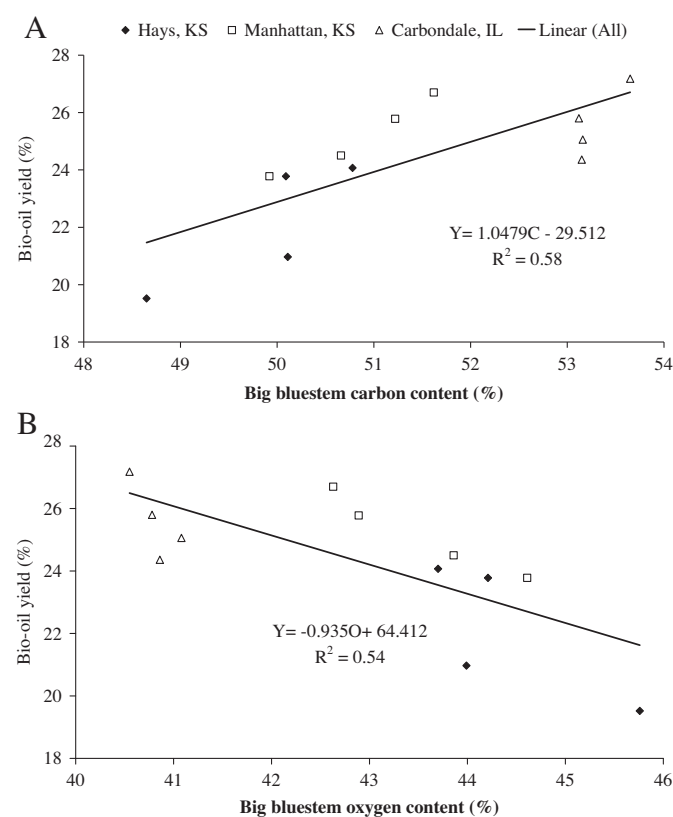 A
Hays, KS Manhattan, KS Carbondale, IL Linear (All)
28
26
24
22
20
18
Bio-oil yield (%)
Y= 1.0479C - 29.512
R² = 0.58
48 49 50 51 52 53 54
Big bluestem carbon content (%)
B
28
26
24
22
20
18
Bio-oil yield (%)
Y= -0.935O+ 64.412
R² = 0.54
40 41 42 43 44 45 46
Big bluestem oxygen content (%)